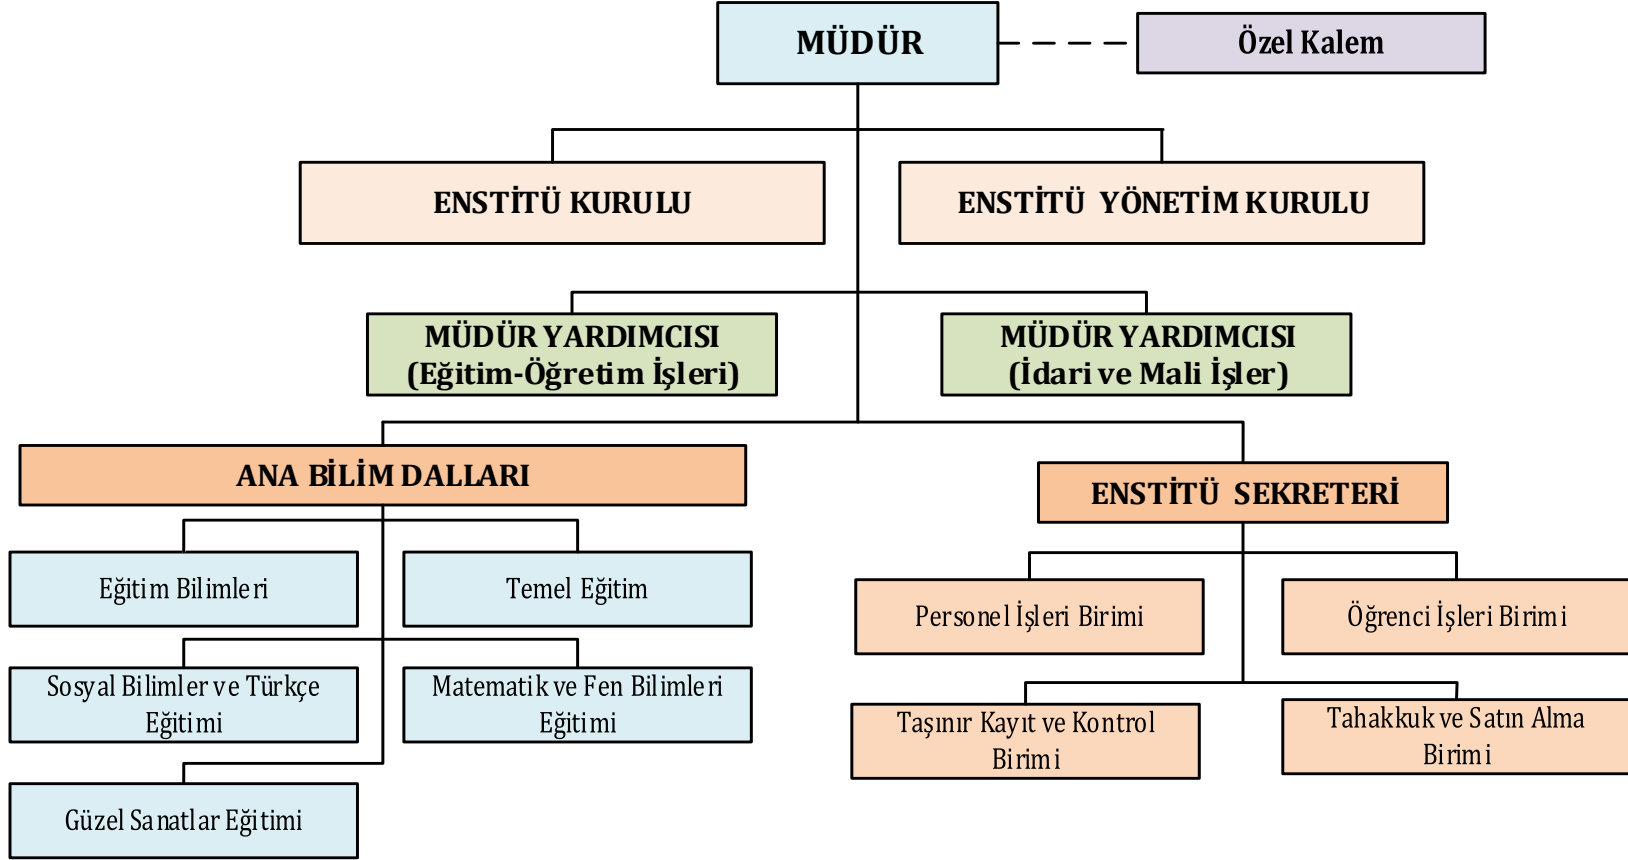 MÜDÜR
Özel Kalem
ENSTİTÜ KURULU
ENSTİTÜ YÖNETİM KURULU
MÜDÜR YARDIMCISI
(Eğitim-Öğretim İşleri)
MÜDÜR YARDIMCISI
(İdari ve Mali İşler)
ANA BİLİM DALLARI
ENSTİTÜ SEKRETERİ
Eğitim Bilimleri
Temel Eğitim
Personel İşleri Birimi
Öğrenci İşleri Birimi
Sosyal Bilimler ve Türkçe
Eğitimi
Matematik ve Fen Bilimleri
Eğitimi
Taşınır Kayıt ve Kontrol
Birimi
Tahakkuk ve Satın Alma
Birimi
Güzel Sanatlar Eğitimi